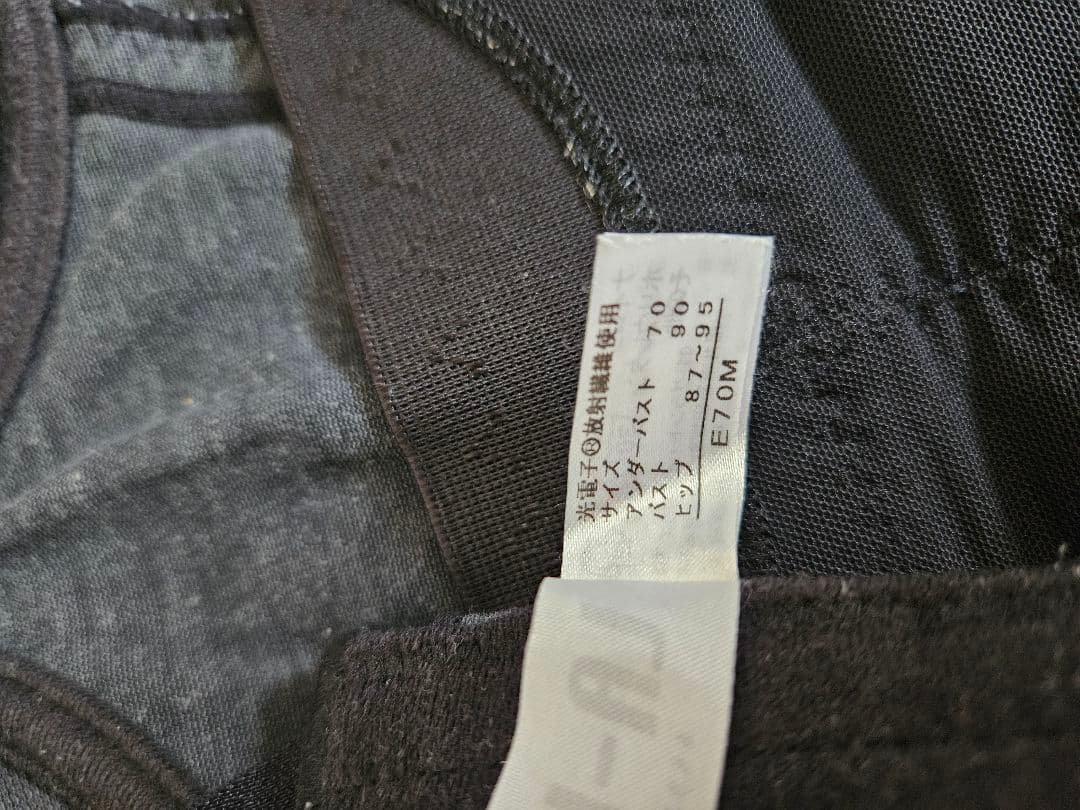 光電子®放射繊維使用
サイズ
アンダーバスト 70
バスト 90
ヒップ 87～95
E70M